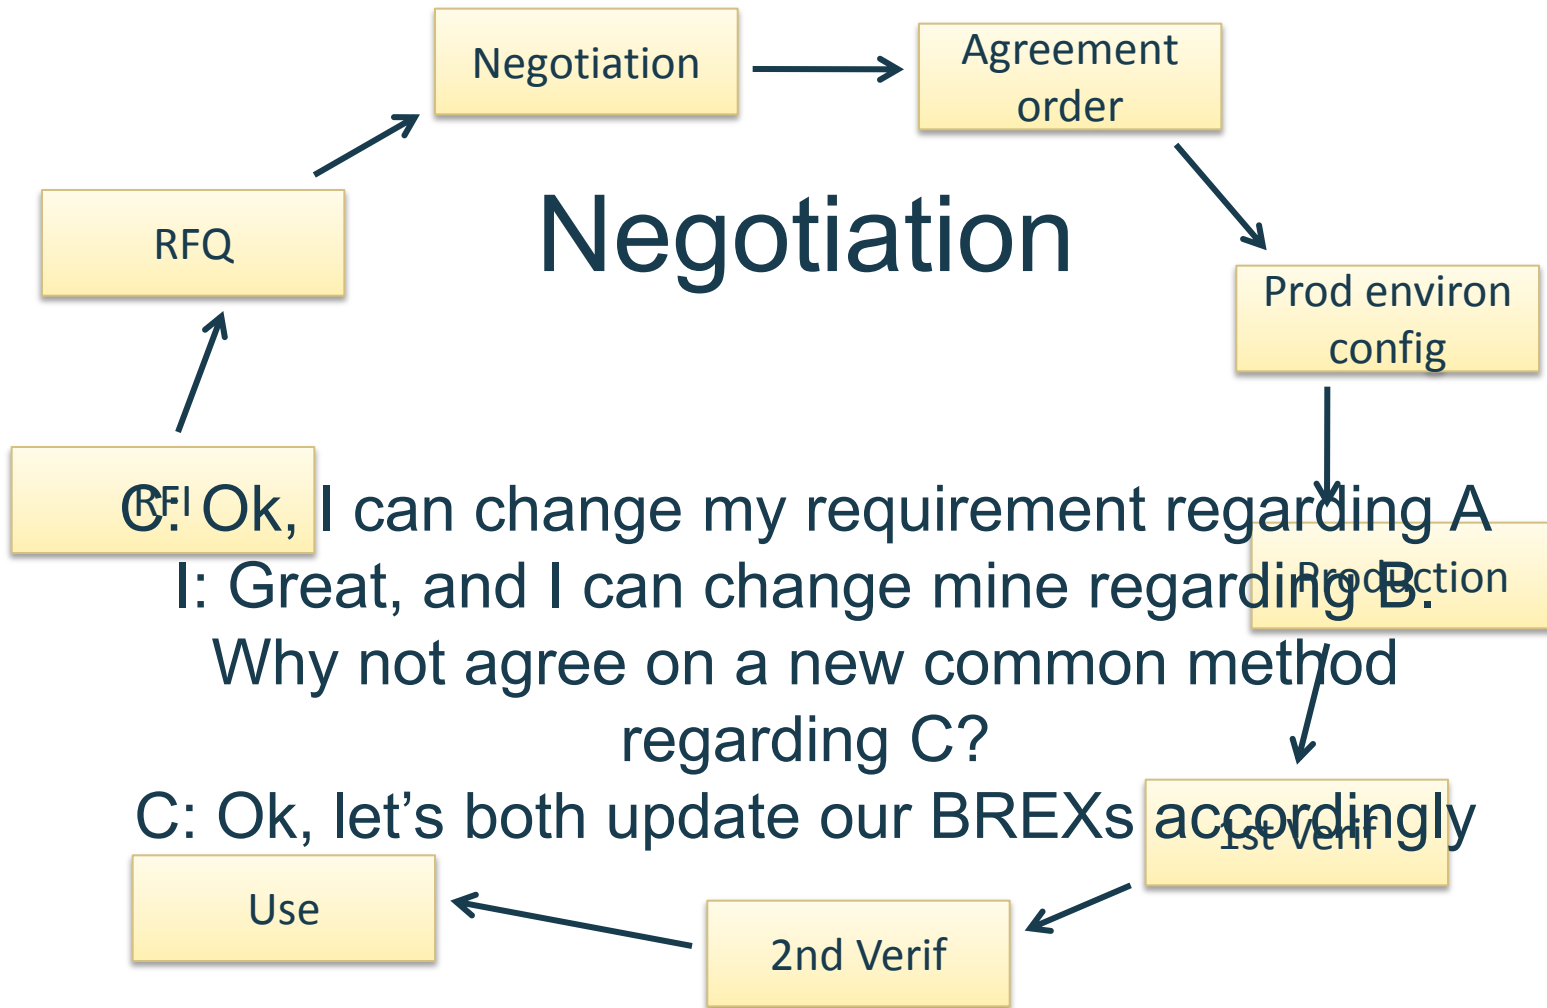 Negotiation
Agreement
order
RFQ
Negotiation
Prod environ
config
RFI
C: Ok, I can change my requirement regarding A
I: Great, and I can change mine regarding B.
Production
Why not agree on a new common method
regarding C?
C: Ok, let’s both update our BREXs accordingly
1st Verif
Use
2nd Verif